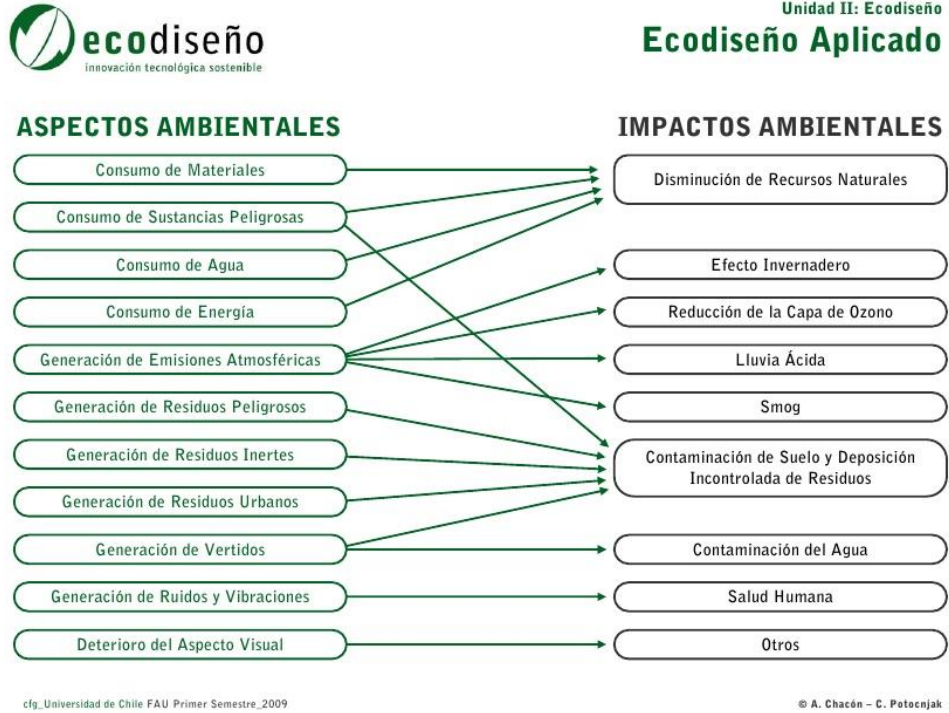 ecodiseño
innovación tecnológica sostenible
Unidad II: Ecodiseño
Ecodiseño Aplicado
ASPECTOS AMBIENTALES
Consumo de Materiales
Consumo de Sustancias Peligrosas
Consumo de Agua
Consumo de Energía
Generación de Emisiones Atmosféricas
Generación de Residuos Peligrosos
Generación de Residuos Inertes
Generación de Residuos Urbanos
Generación de Vertidos
Generación de Ruidos y Vibraciones
Deterioro del Aspecto Visual
IMPACTOS AMBIENTALES
Disminución de Recursos Naturales
Efecto Invernadero
Reducción de la Capa de Ozono
Lluvia Ácida
Smog
Contaminación de Suelo y Deposición
Incontrolada de Residuos
Contaminación del Agua
Salud Humana
Otros
cfg_Universidad de Chile FAU Primer Semestre_2009
© A. Chacón – C. Potocnjak